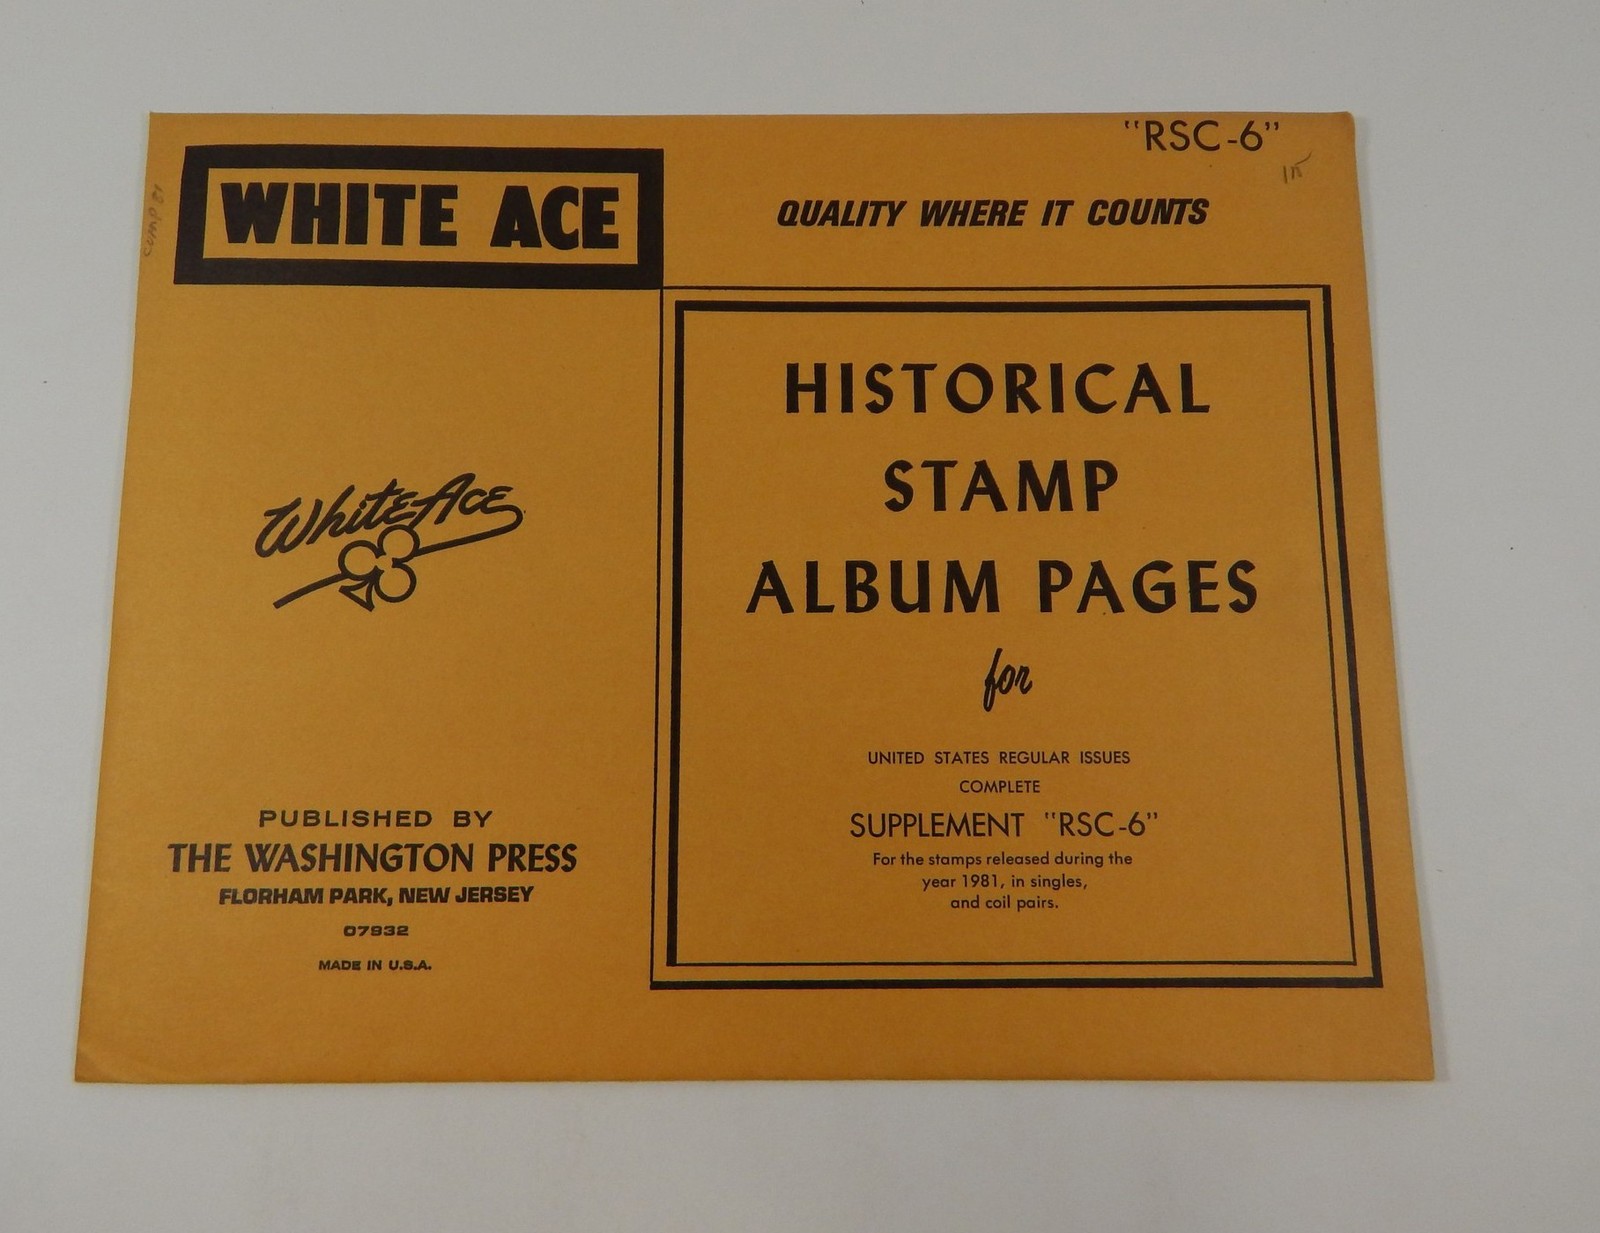 "RSC-6"
WHITE ACE
QUALITY WHERE IT COUNTS
COMP 81
HISTORICAL
STAMP
ALBUM PAGES
for
UNITED STATES REGULAR ISSUES
COMPLETE
SUPPLEMENT "RSC-6"
For the stamps released during the
year 1981, in singles,
and coil pairs.
White Ace
PUBLISHED BY
THE WASHINGTON PRESS
FLORHAM PARK, NEW JERSEY
07932
MADE IN U.S.A.